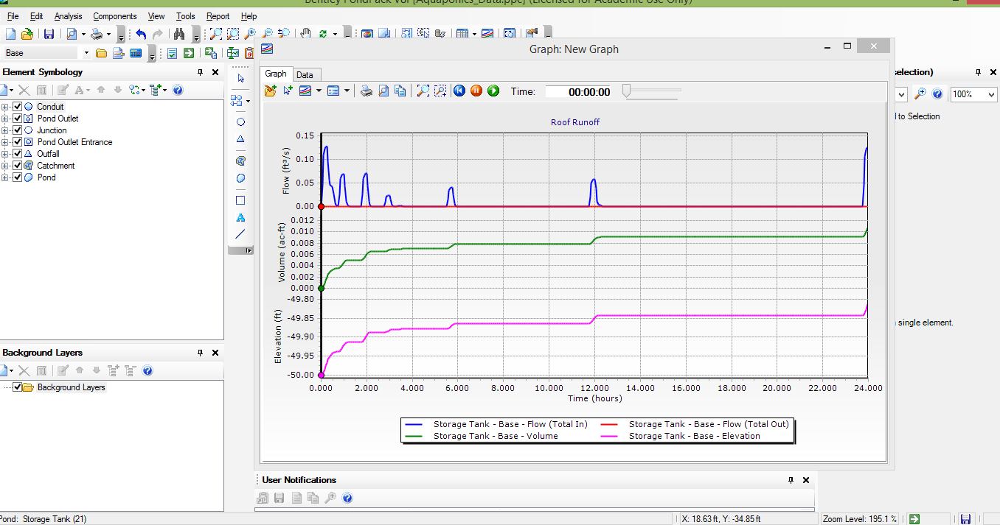 Bentley PondPack V8i [Aquaponics_Data.ppc] (Licensed for Academic Use Only)
File Edit Analysis Components View Tools Report Help
Base
Graph: New Graph
Element Symbology
Conduit
Pond Outlet
Junction
Pond Outlet Entrance
Outfall
Catchment
Pond
Background Layers
Background Layers
Graph Data
Time: 00:00:00
Roof Runoff
Flow (ft³/s)
0.15
0.10
0.05
0.00
Volume (ac-ft)
0.012
0.010
0.008
0.006
0.004
0.002
0.000
Elevation (ft)
-49.80
-49.85
-49.90
-49.95
-50.00
0.000 2.000 4.000 6.000 8.000 10.000 12.000 14.000 16.000 18.000 20.000 22.000 24.000
Time (hours)
Storage Tank - Base - Flow (Total In) Storage Tank - Base - Flow (Total Out)
Storage Tank - Base - Volume Storage Tank - Base - Elevation
selection)
100%
to Selection
single element.
User Notifications
Pond: Storage Tank (21)
X: 18.63 ft, Y: -34.85 ft
Zoom Level: 195.1 %